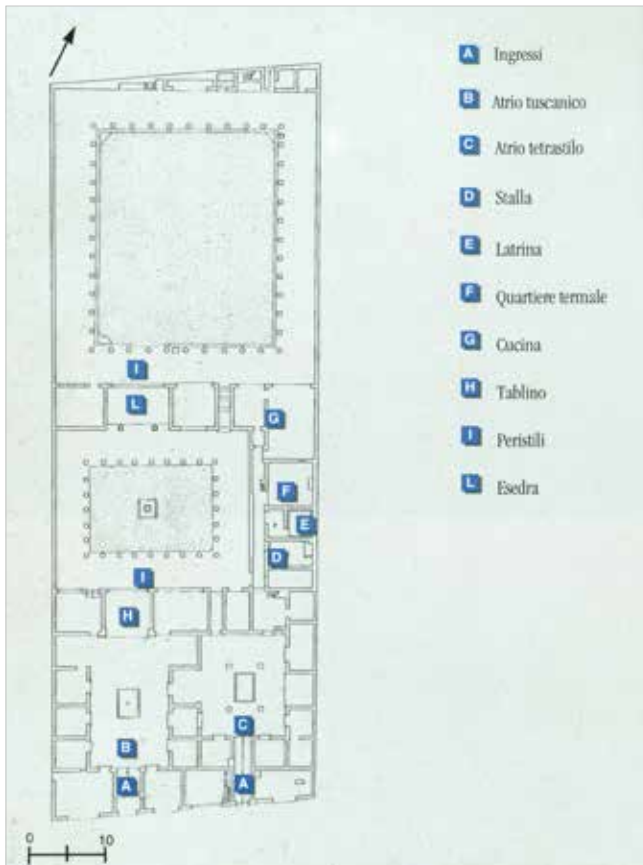 A Ingressi
B Atrio tuscanico
C Atrio tetrastilo
D Stalla
E Latrina
F Quartiere termale
G Cucina
H Tablino
I Peristili
L Esedra
I
L
G
F
E
D
I
H
C
B
A
A
0 10